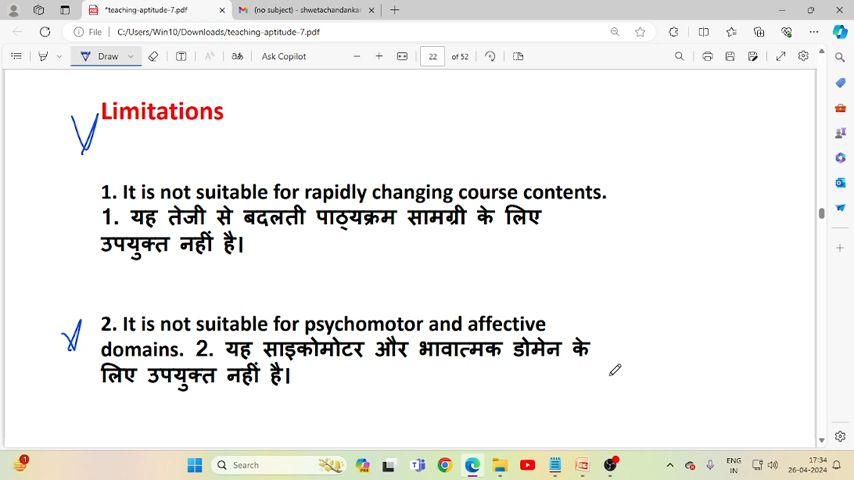 *teaching-aptitude-7.pdf
(no subject) - shwetachandankar
File
C:/Users/Win10/Downloads/teaching-aptitude-7.pdf
Draw
Ask Copilot
22
of 52
Limitations
1. It is not suitable for rapidly changing course contents.
1. यह तेजी से बदलती पाठ्यक्रम सामग्री के लिए
उपयुक्त नहीं है।
2. It is not suitable for psychomotor and affective
domains. 2. यह साइकोमोटर और भावात्मक डोमेन के
लिए उपयुक्त नहीं है।
Search
ENG
IN
17:34
26-04-2024